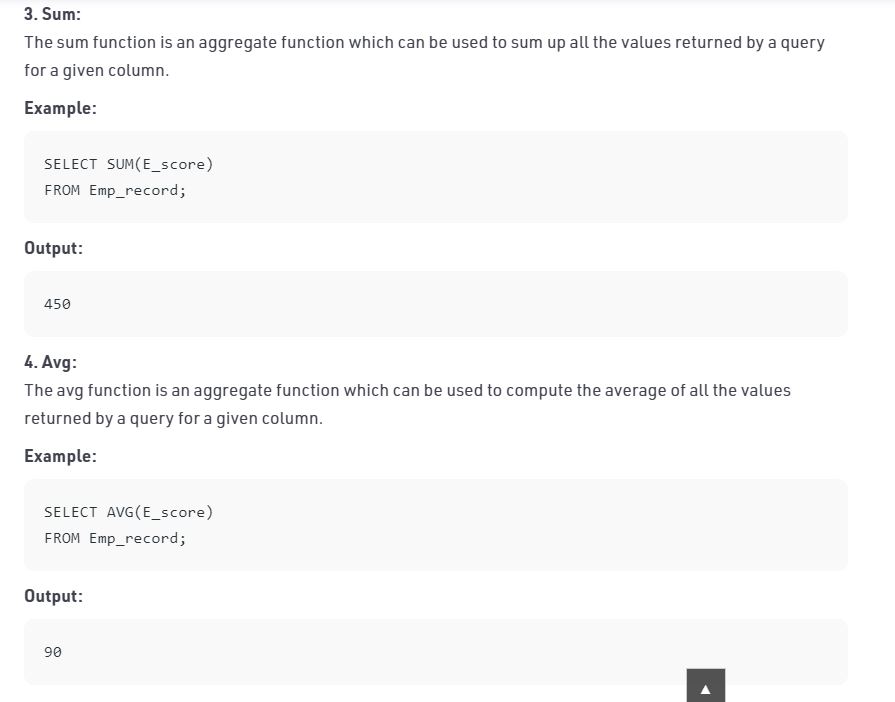 3. Sum:
The sum function is an aggregate function which can be used to sum up all the values returned by a query
for a given column.
Example:
SELECT SUM(E_score)
FROM Emp_record;
Output:
450
4. Avg:
The avg function is an aggregate function which can be used to compute the average of all the values
returned by a query for a given column.
Example:
SELECT AVG(E_score)
FROM Emp_record;
Output:
90